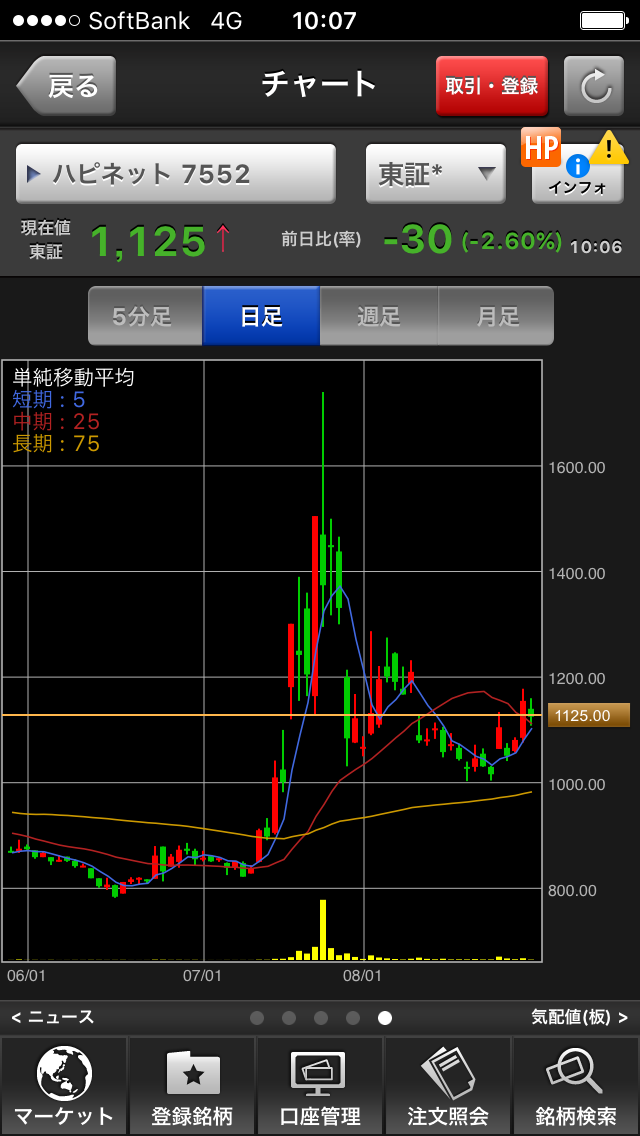 SoftBank 4G 10:07
戻る チャート 取引・登録
ハピネット 7552 東証* HP インフォ
現在値 東証 1,125↑ 前日比(率) -30 (-2.60%) 10:06
5分足 日足 週足 月足
単純移動平均
短期：5
中期：25
長期：75
1600.00
1400.00
1200.00
1125.00
1000.00
800.00
06/01 07/01 08/01
< ニュース 気配値(板) >
マーケット 登録銘柄 口座管理 注文照会 銘柄検索